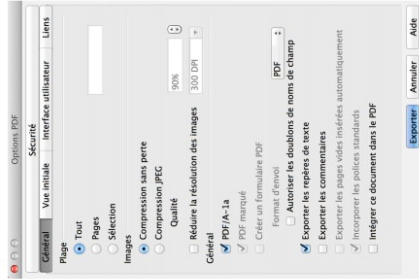 Options PDF
Sécurité
Général
Vue initiale
Interface utilisateur
Liens
Plage
Tout
Pages
Sélection
Images
Compression sans perte
Compression JPEG
Qualité
90%
Réduire la résolution des images
300 DPI
Général
PDF/A-1a
PDF marqué
Créer un formulaire PDF
Format d'envoi
PDF
Autoriser les doublons de noms de champ
Exporter les repères de texte
Exporter les commentaires
Exporter les pages vides insérées automatiquement
Incorporer les polices standards
Intégrer ce document dans le PDF
Exporter
Annuler
Aide